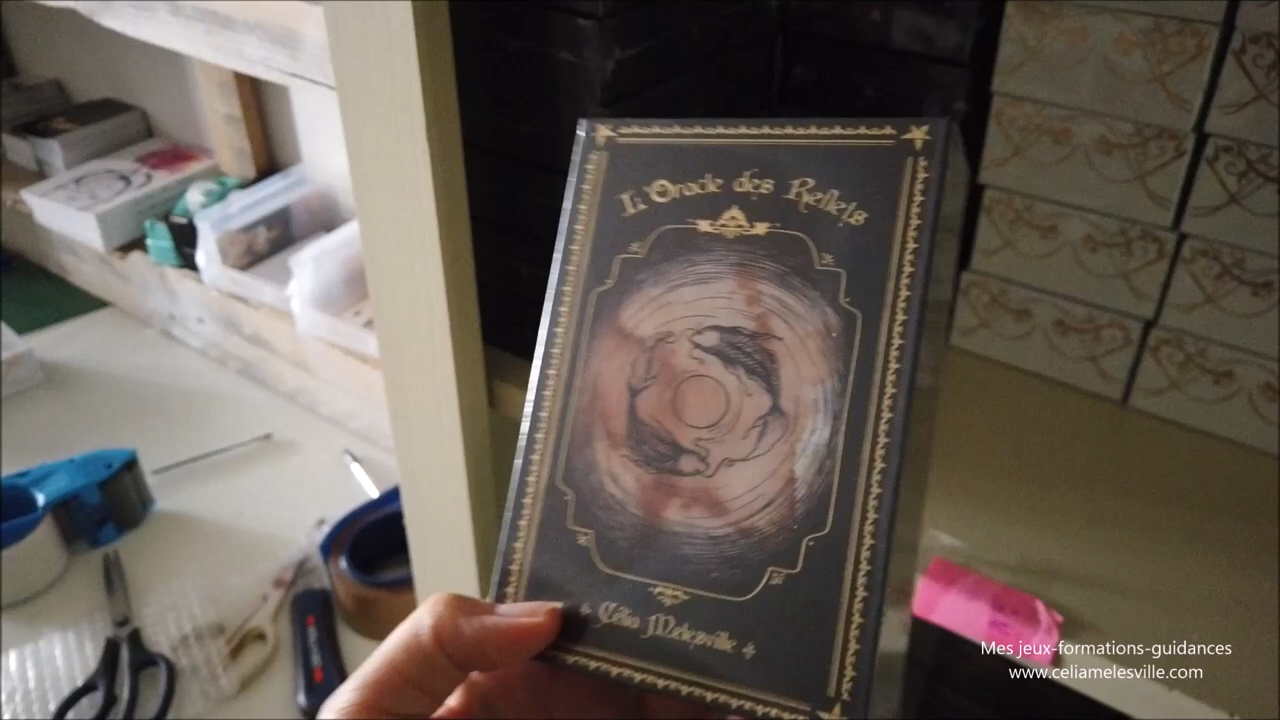 L'Oracle des Reflets
Célia Melesville
Mes jeux-formations-guidances
www.celiamelesville.com